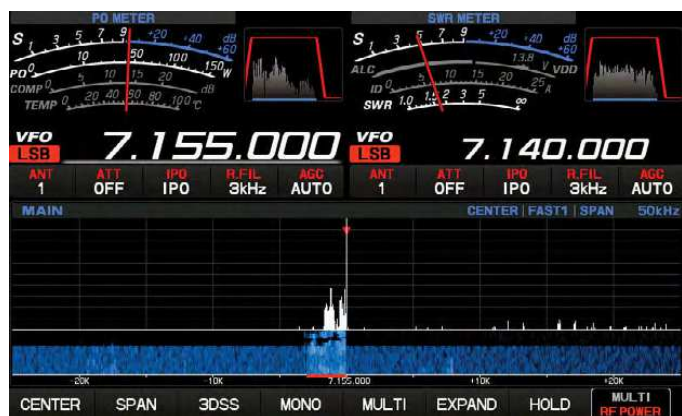 PO METER
S 1 3 5 7 9 +20 +40 +60 dB
PO 0 10 50 100 150 W
COMP 0 10 15 20 dB
TEMP 0 20 40 60 80 100 °C
VFO
LSB
7.155.000
ANT ATT IPO R.FIL AGC
1 OFF IPO 3kHz AUTO
SWR METER
S 1 3 5 7 9 +20 +40 +60 dB
ALC 13.8 V VDD
ID 0 5 10 15 20 25 A
SWR 1.0 1.5 2 3 5 ∞
VFO
LSB
7.140.000
ANT ATT IPO R.FIL AGC
1 OFF IPO 3kHz AUTO
MAIN CENTER | FAST1 | SPAN 50kHz
-20K -10K 7.155.000 +10K +20K
CENTER SPAN 3DSS MONO MULTI EXPAND HOLD MULTI
RF POWER